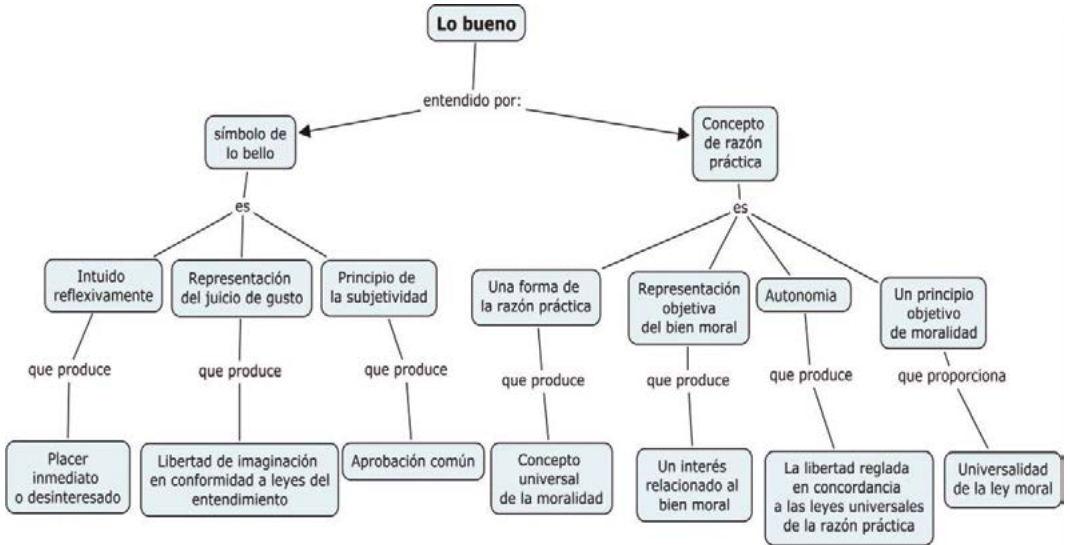 Lo bueno
entendido por:
símbolo de
lo bello
Concepto
de razón
práctica
es
es
Intuido
reflexivamente
Representación
del juicio de gusto
Principio de
la subjetividad
Una forma de
la razón práctica
Representación
objetiva
del bien moral
Autonomia
Un principio
objetivo
de moralidad
que produce
que produce
que produce
que produce
que produce
que produce
que proporciona
Placer
inmediato
o desinteresado
Libertad de imaginación
en conformidad a leyes del
entendimiento
Aprobación común
Concepto
universal
de la moralidad
Un interés
relacionado al
bien moral
La libertad reglada
en concordancia
a las leyes universales
de la razón práctica
Universalidad
de la ley moral